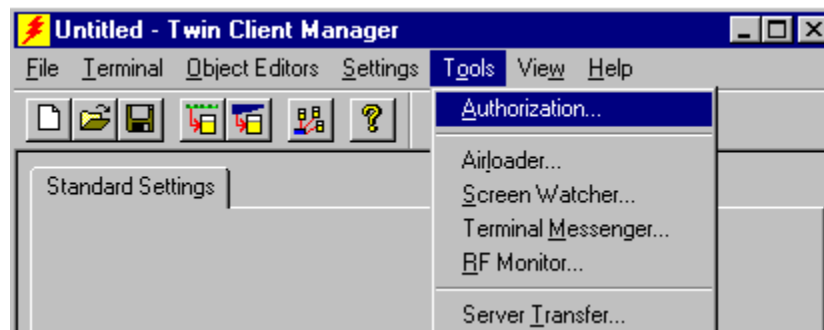 Untitled - Twin Client Manager
File Terminal Object Editors Settings Tools View Help
Authorization...
Airloader...
Standard Settings
Screen Watcher...
Terminal Messenger...
RF Monitor...
Server Transfer...